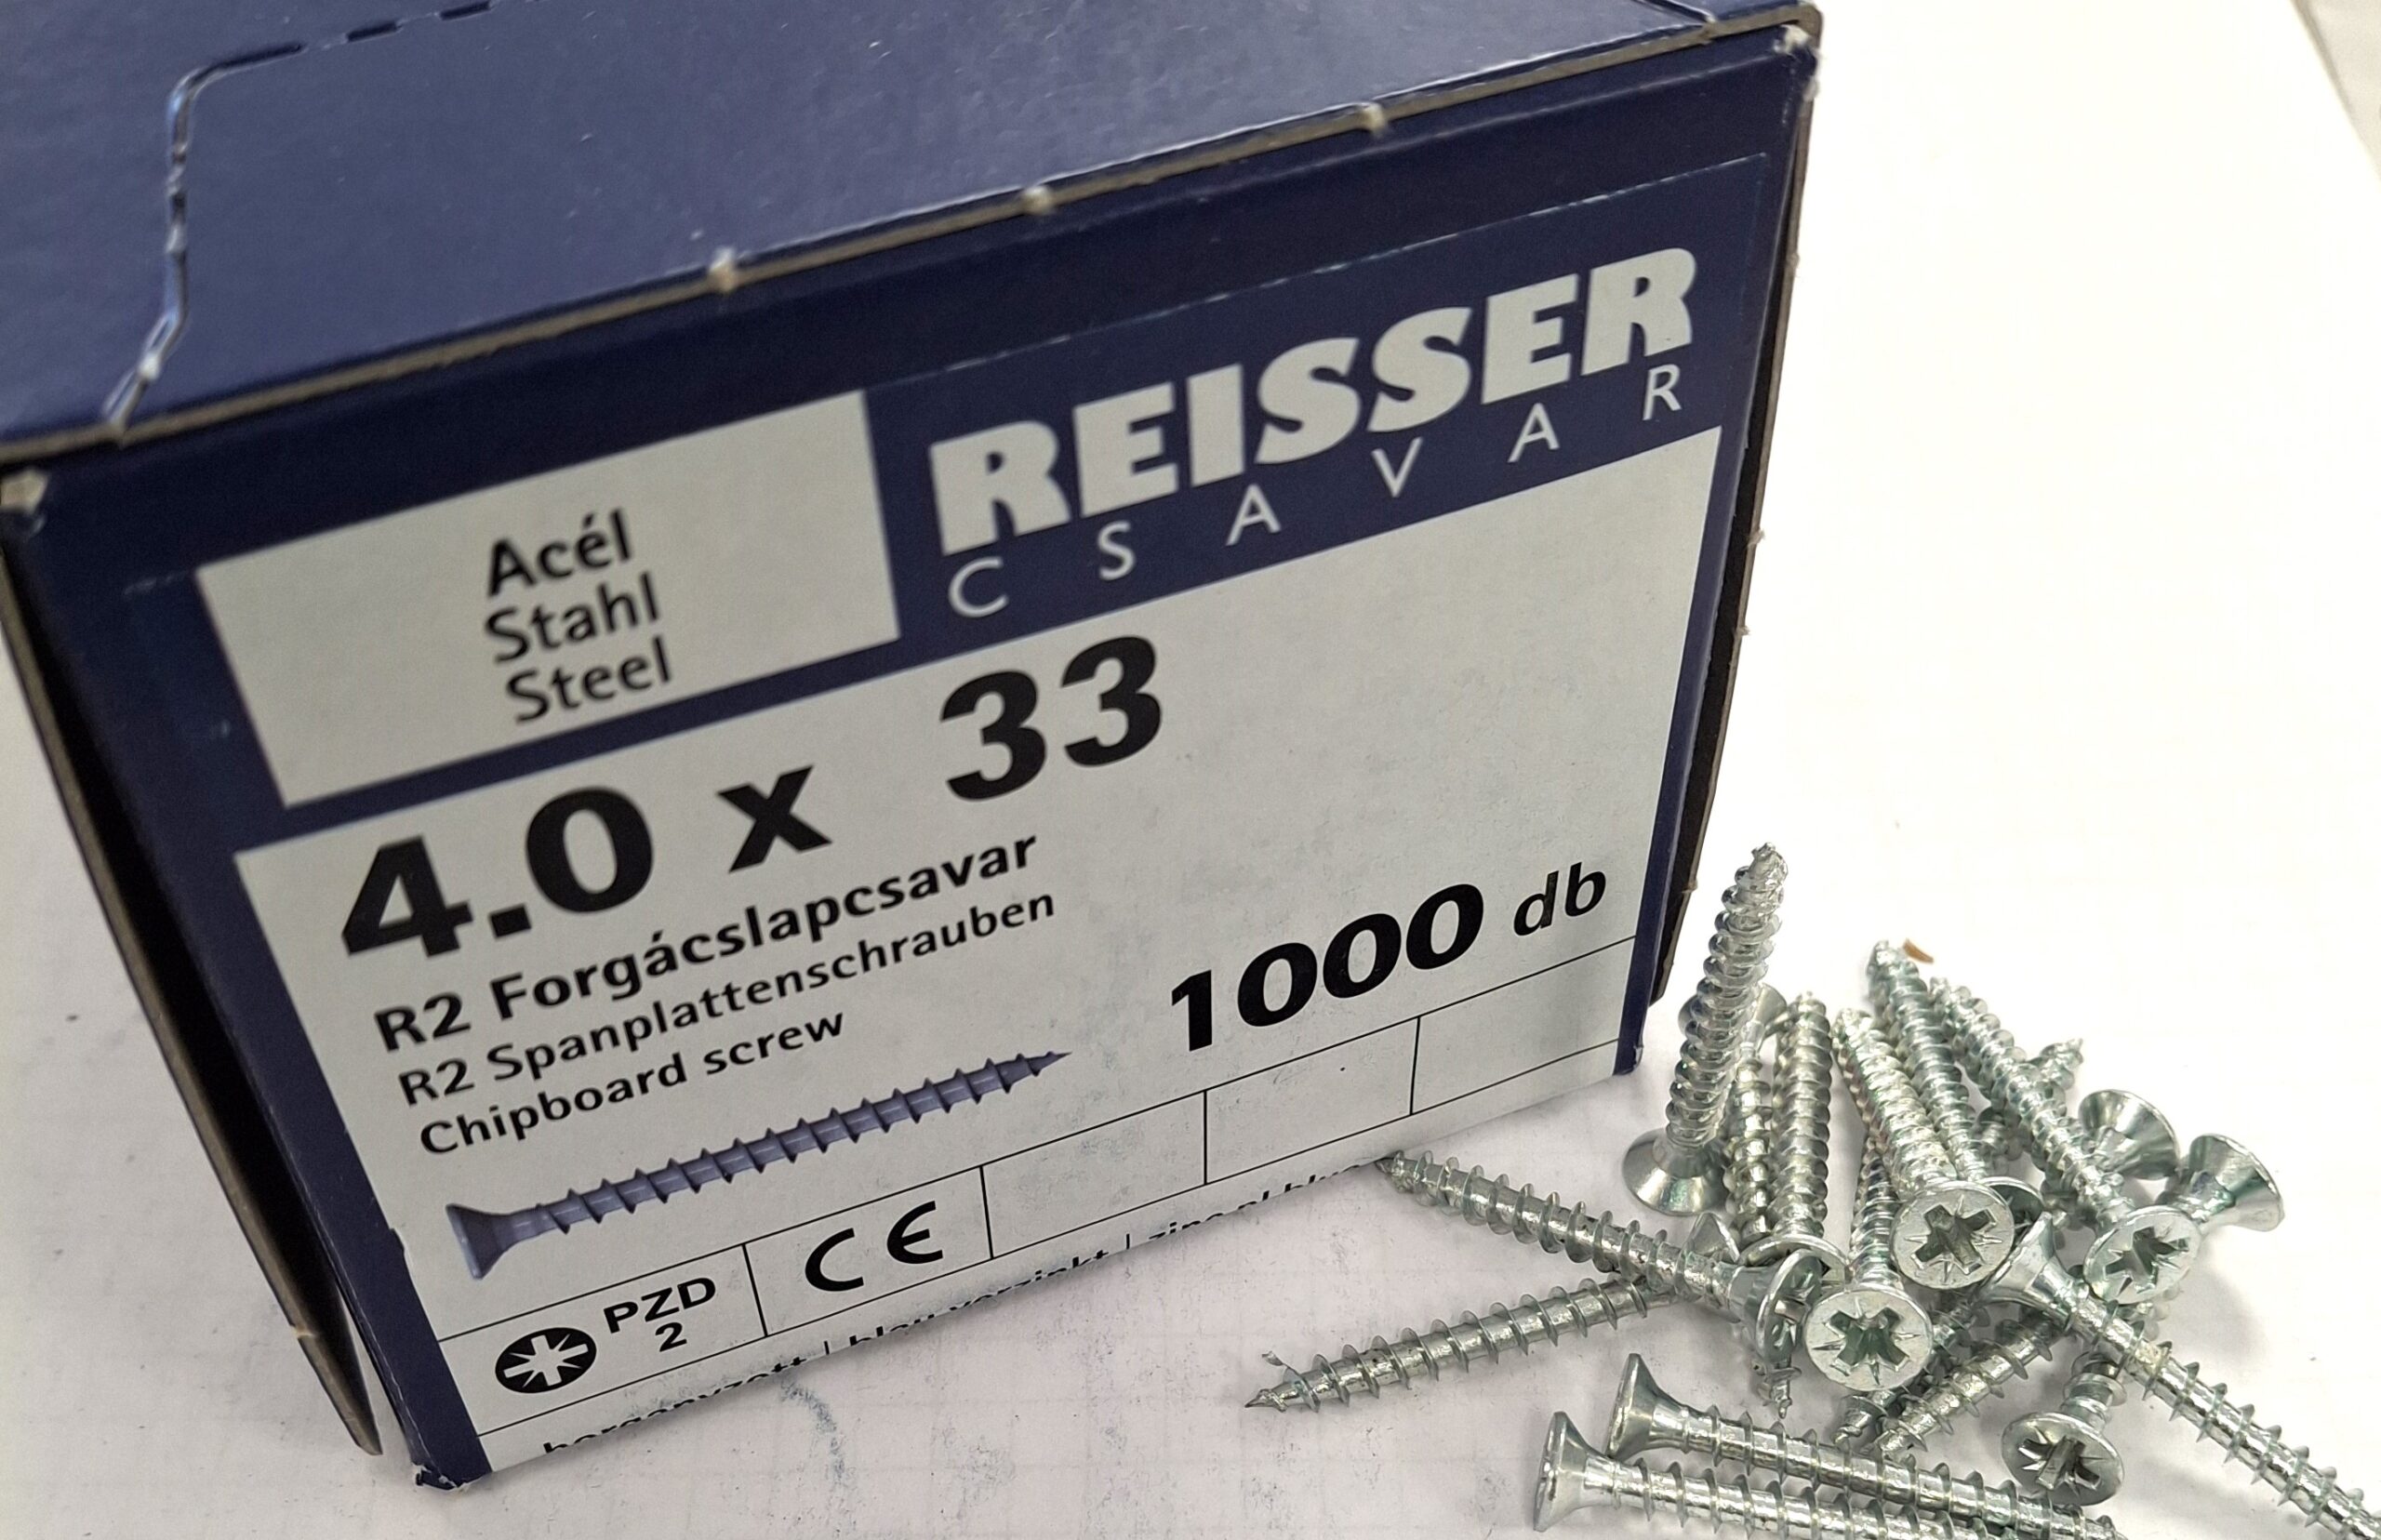 REISSER
CSAVAR
Acél
Stahl
Steel
4.0 x 33
R2 Forgácslapcsavar
R2 Spanplattenschrauben
Chipboard screw
1000 db
PZD
2
CE